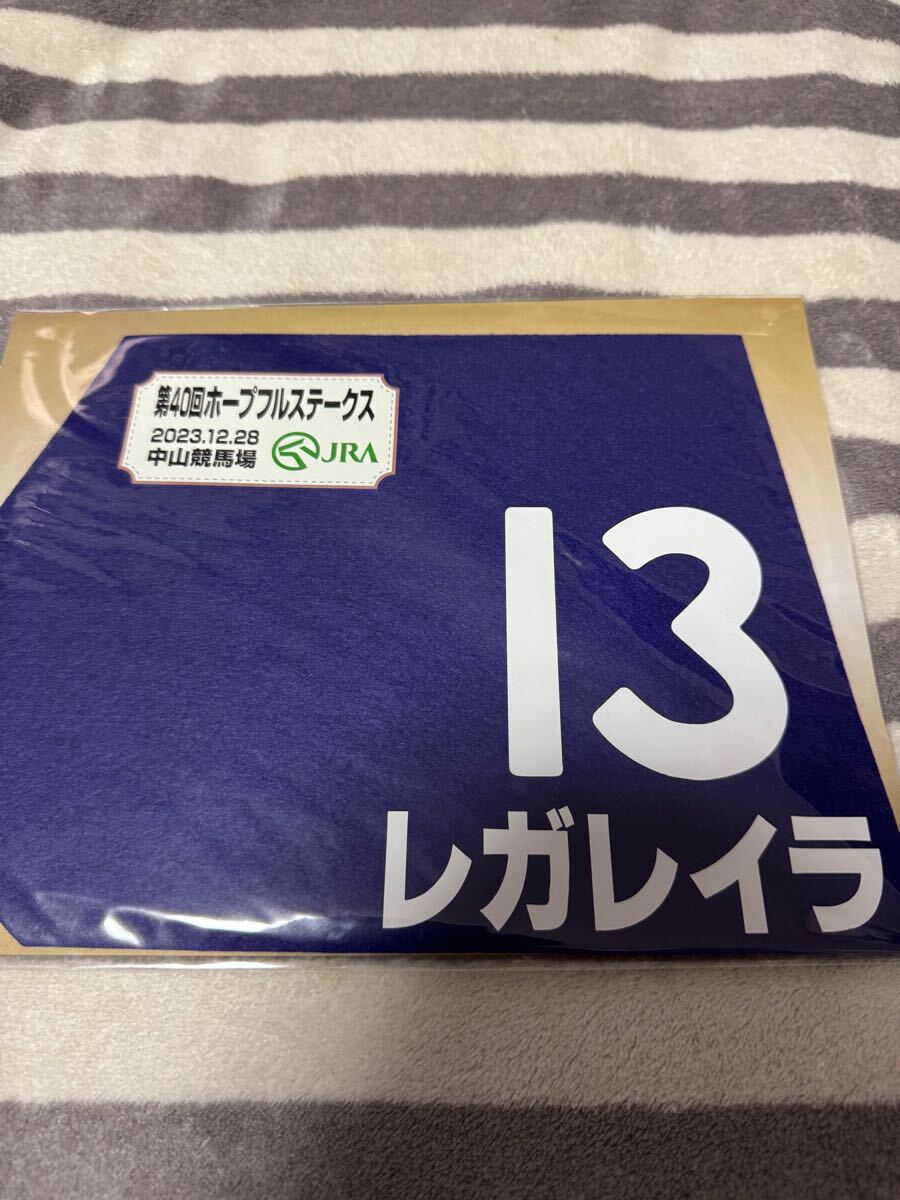 第40回ホープフルステークス
2023.12.28
中山競馬場 JRA
13
レガレイラ